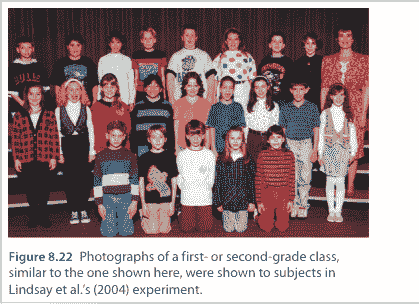 BULLS
Figure 8.22 Photographs of a first- or second-grade class,
similar to the one shown here, were shown to subjects in
Lindsay et al.’s (2004) experiment.